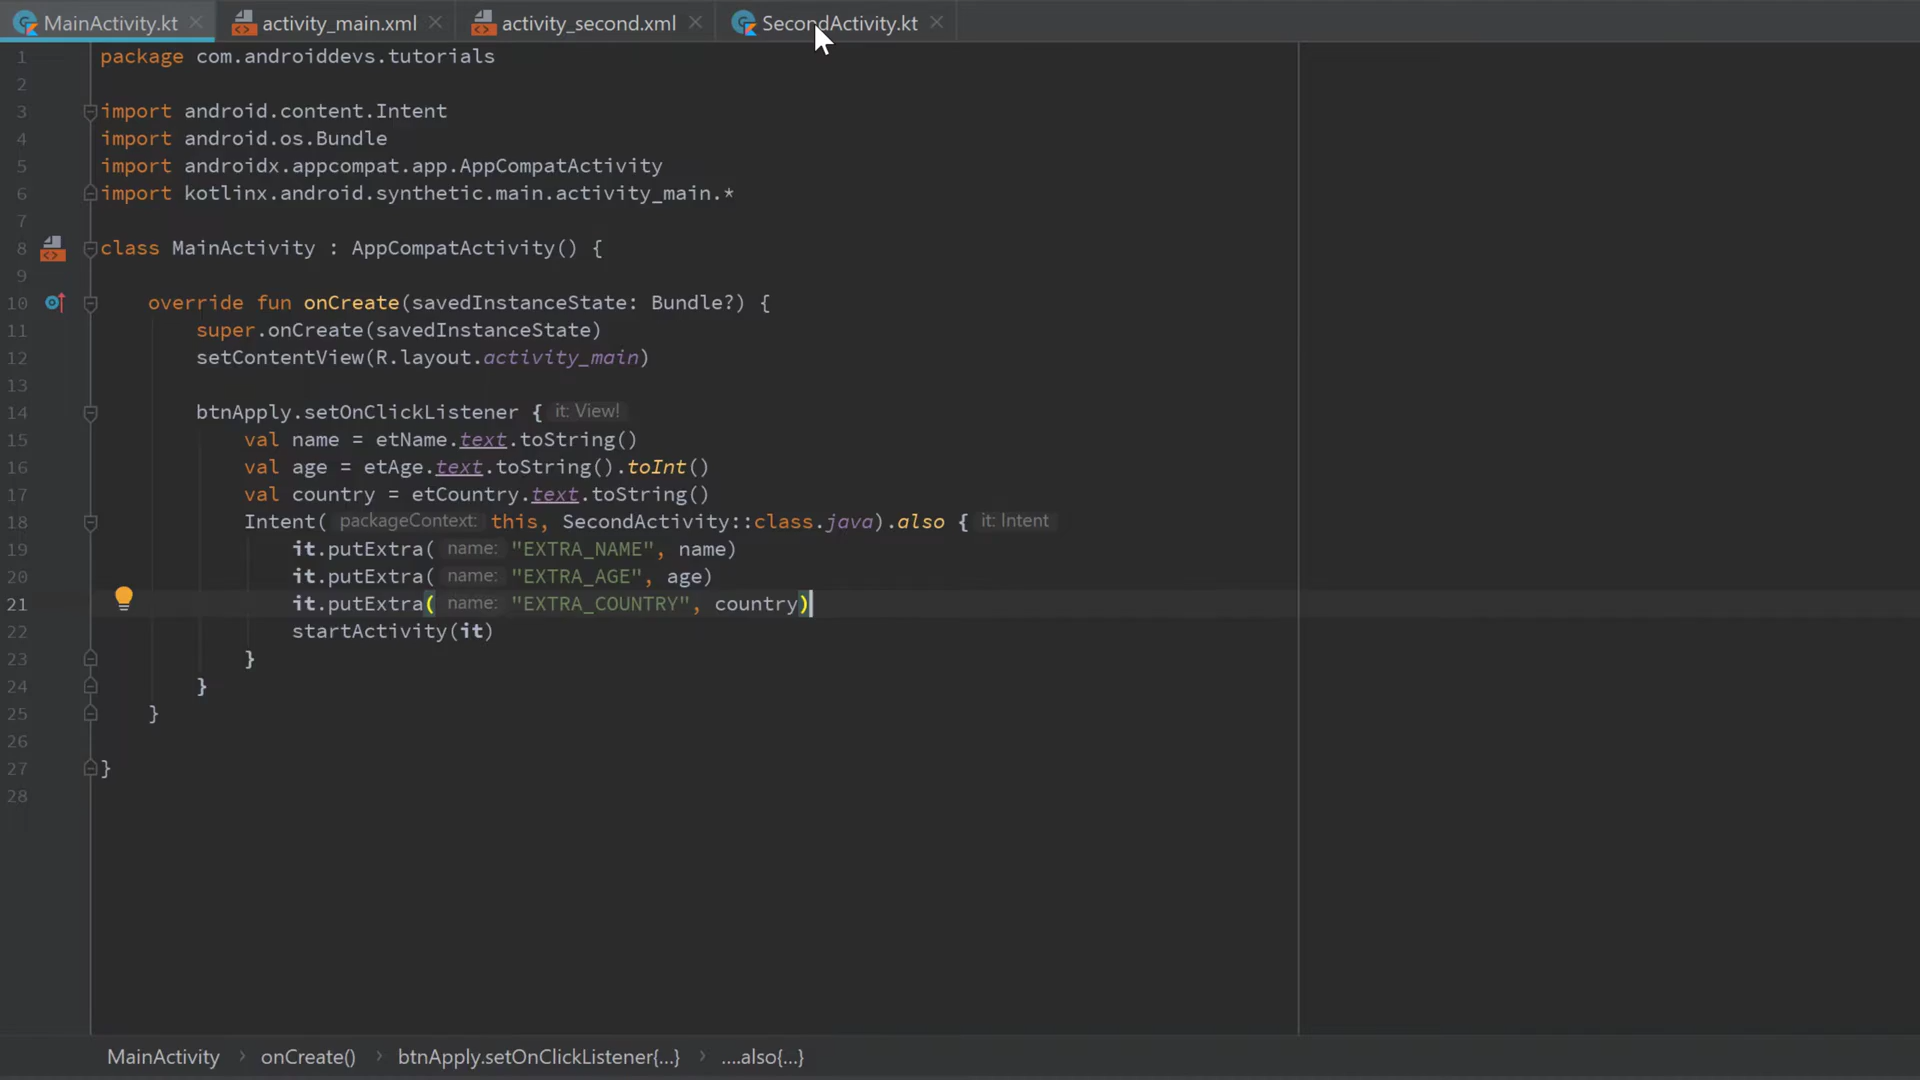 MainActivity.kt activity_main.xml activity_second.xml SecondActivity.kt
1 package com.androiddevs.tutorials
2
3 import android.content.Intent
4 import android.os.Bundle
5 import androidx.appcompat.app.AppCompatActivity
6 import kotlinx.android.synthetic.main.activity_main.*
7
8 class MainActivity : AppCompatActivity() {
9
10 override fun onCreate(savedInstanceState: Bundle?) {
11 super.onCreate(savedInstanceState)
12 setContentView(R.layout.activity_main)
13
14 btnApply.setOnClickListener { it: View!
15 val name = etName.text.toString()
16 val age = etAge.text.toString().toInt()
17 val country = etCountry.text.toString()
18 Intent( packageContext: this, SecondActivity::class.java).also { it: Intent
19 it.putExtra( name: "EXTRA_NAME", name)
20 it.putExtra( name: "EXTRA_AGE", age)
21 it.putExtra( name: "EXTRA_COUNTRY", country)
22 startActivity(it)
23 }
24 }
25 }
26
27 }
28
MainActivity › onCreate() › btnApply.setOnClickListener{...} › ....also{...}